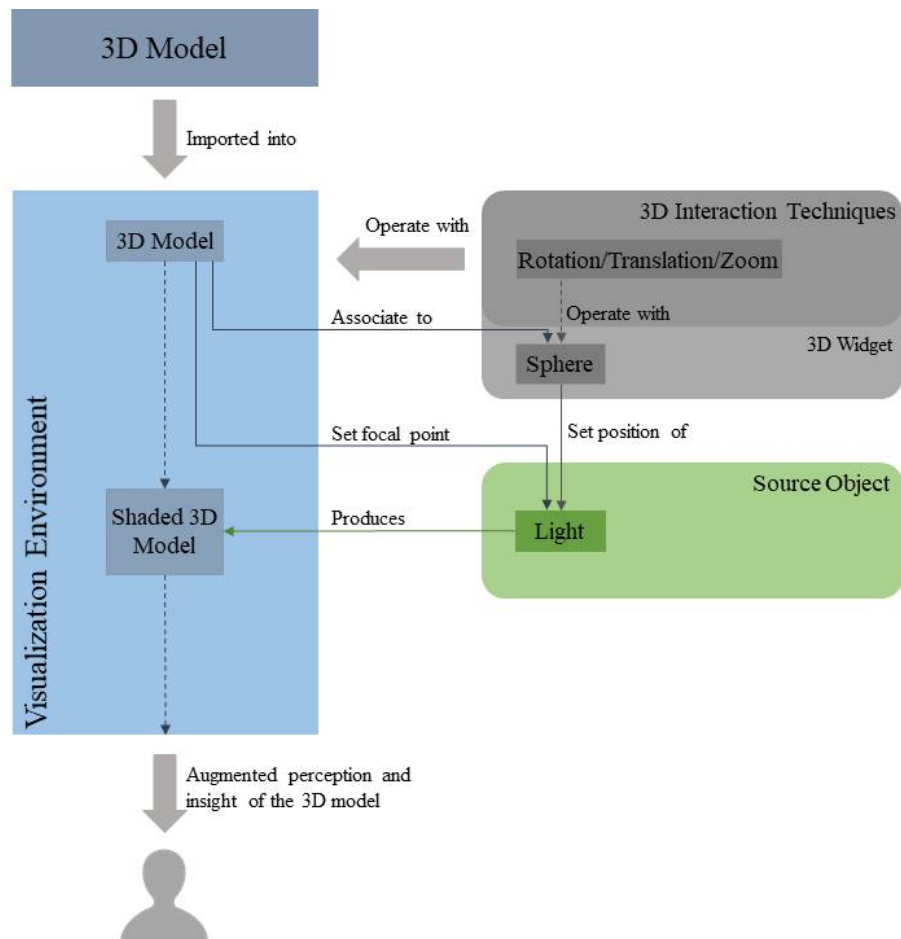 3D Model
Imported into
3D Interaction Techniques
Operate with
3D Model
Rotation/Translation/Zoom
Associate to
Operate with
3D Widget
Sphere
Set focal point
Set position of
Visualization Environment
Source Object
Shaded 3D
Model
Produces
Light
Augmented perception and
insight of the 3D model